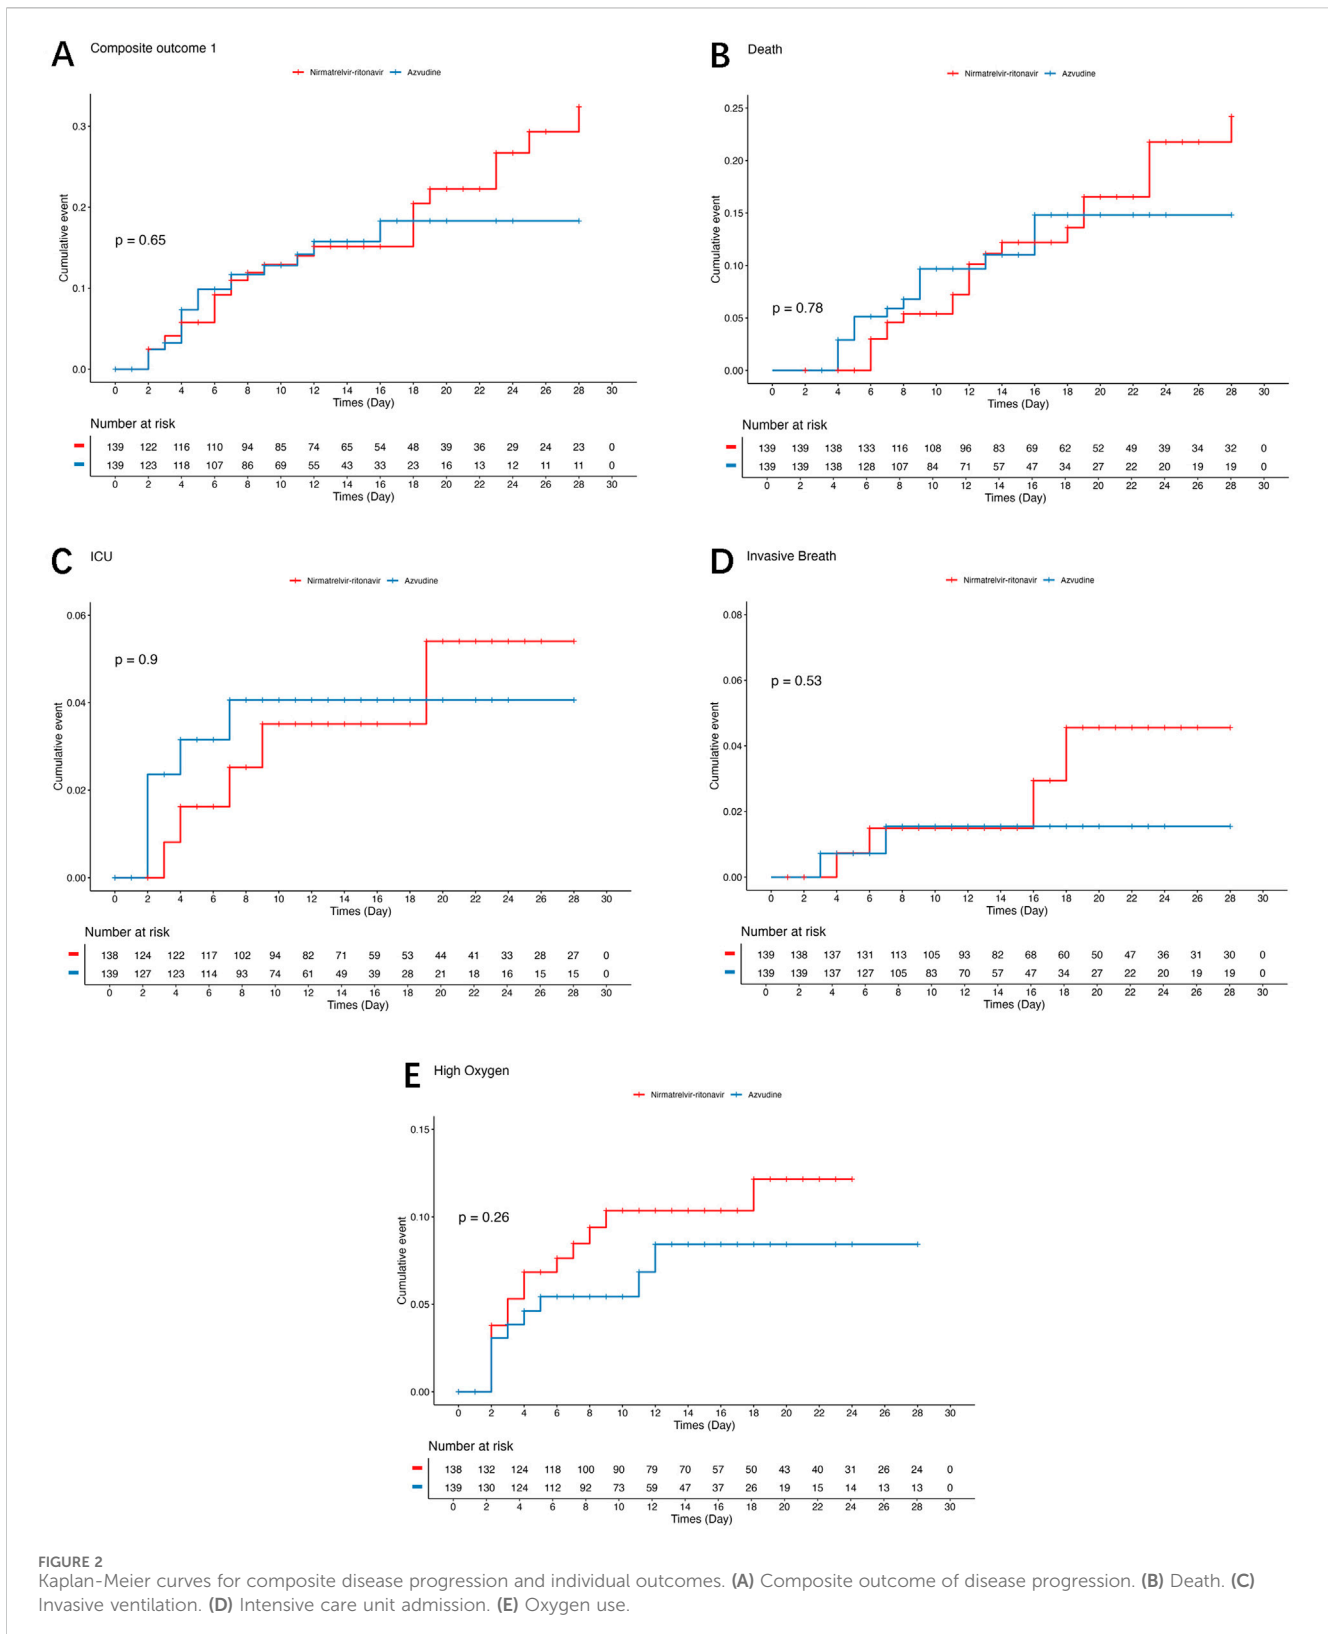 A Composite outcome 1
Nirmatrelvir-ritonavir Azvudine
0.3
0.2
0.1
0.0
Cumulative event
p = 0.65
0 2 4 6 8 10 12 14 16 18 20 22 24 26 28 30
Times (Day)
Number at risk
139 122 116 110 94 85 74 65 54 48 39 36 29 24 23 0
139 123 118 107 86 69 55 43 33 23 16 13 12 11 11 0
0 2 4 6 8 10 12 14 16 18 20 22 24 26 28 30
Times (Day)
B Death
Nirmatrelvir-ritonavir Azvudine
0.25
0.20
0.15
0.10
0.05
0.00
Cumulative event
p = 0.78
0 2 4 6 8 10 12 14 16 18 20 22 24 26 28 30
Times (Day)
Number at risk
139 139 138 133 116 108 96 83 69 62 52 49 39 34 32 0
139 139 138 128 107 84 71 57 47 34 27 22 20 19 19 0
0 2 4 6 8 10 12 14 16 18 20 22 24 26 28 30
Times (Day)
C ICU
Nirmatrelvir-ritonavir Azvudine
0.06
0.04
0.02
0.00
Cumulative event
p = 0.9
0 2 4 6 8 10 12 14 16 18 20 22 24 26 28 30
Times (Day)
Number at risk
138 124 122 117 102 94 82 71 59 53 44 41 33 28 27 0
139 127 123 114 93 74 61 49 39 28 21 18 16 15 15 0
0 2 4 6 8 10 12 14 16 18 20 22 24 26 28 30
Times (Day)
D Invasive Breath
Nirmatrelvir-ritonavir Azvudine
0.08
0.06
0.04
0.02
0.00
Cumulative event
p = 0.53
0 2 4 6 8 10 12 14 16 18 20 22 24 26 28 30
Times (Day)
Number at risk
139 138 137 131 113 105 93 82 68 60 50 47 36 31 30 0
139 139 137 127 105 83 70 57 47 34 27 22 20 19 19 0
0 2 4 6 8 10 12 14 16 18 20 22 24 26 28 30
Times (Day)
E High Oxygen
Nirmatrelvir-ritonavir Azvudine
0.15
0.10
0.05
0.00
Cumulative event
p = 0.26
0 2 4 6 8 10 12 14 16 18 20 22 24 26 28 30
Times (Day)
Number at risk
138 132 124 118 100 90 79 70 57 50 43 40 31 26 24 0
139 130 124 112 92 73 59 47 37 26 19 15 14 13 13 0
0 2 4 6 8 10 12 14 16 18 20 22 24 26 28 30
Times (Day)
FIGURE 2
Kaplan-Meier curves for composite disease progression and individual outcomes. (A) Composite outcome of disease progression. (B) Death. (C)
Invasive ventilation. (D) Intensive care unit admission. (E) Oxygen use.